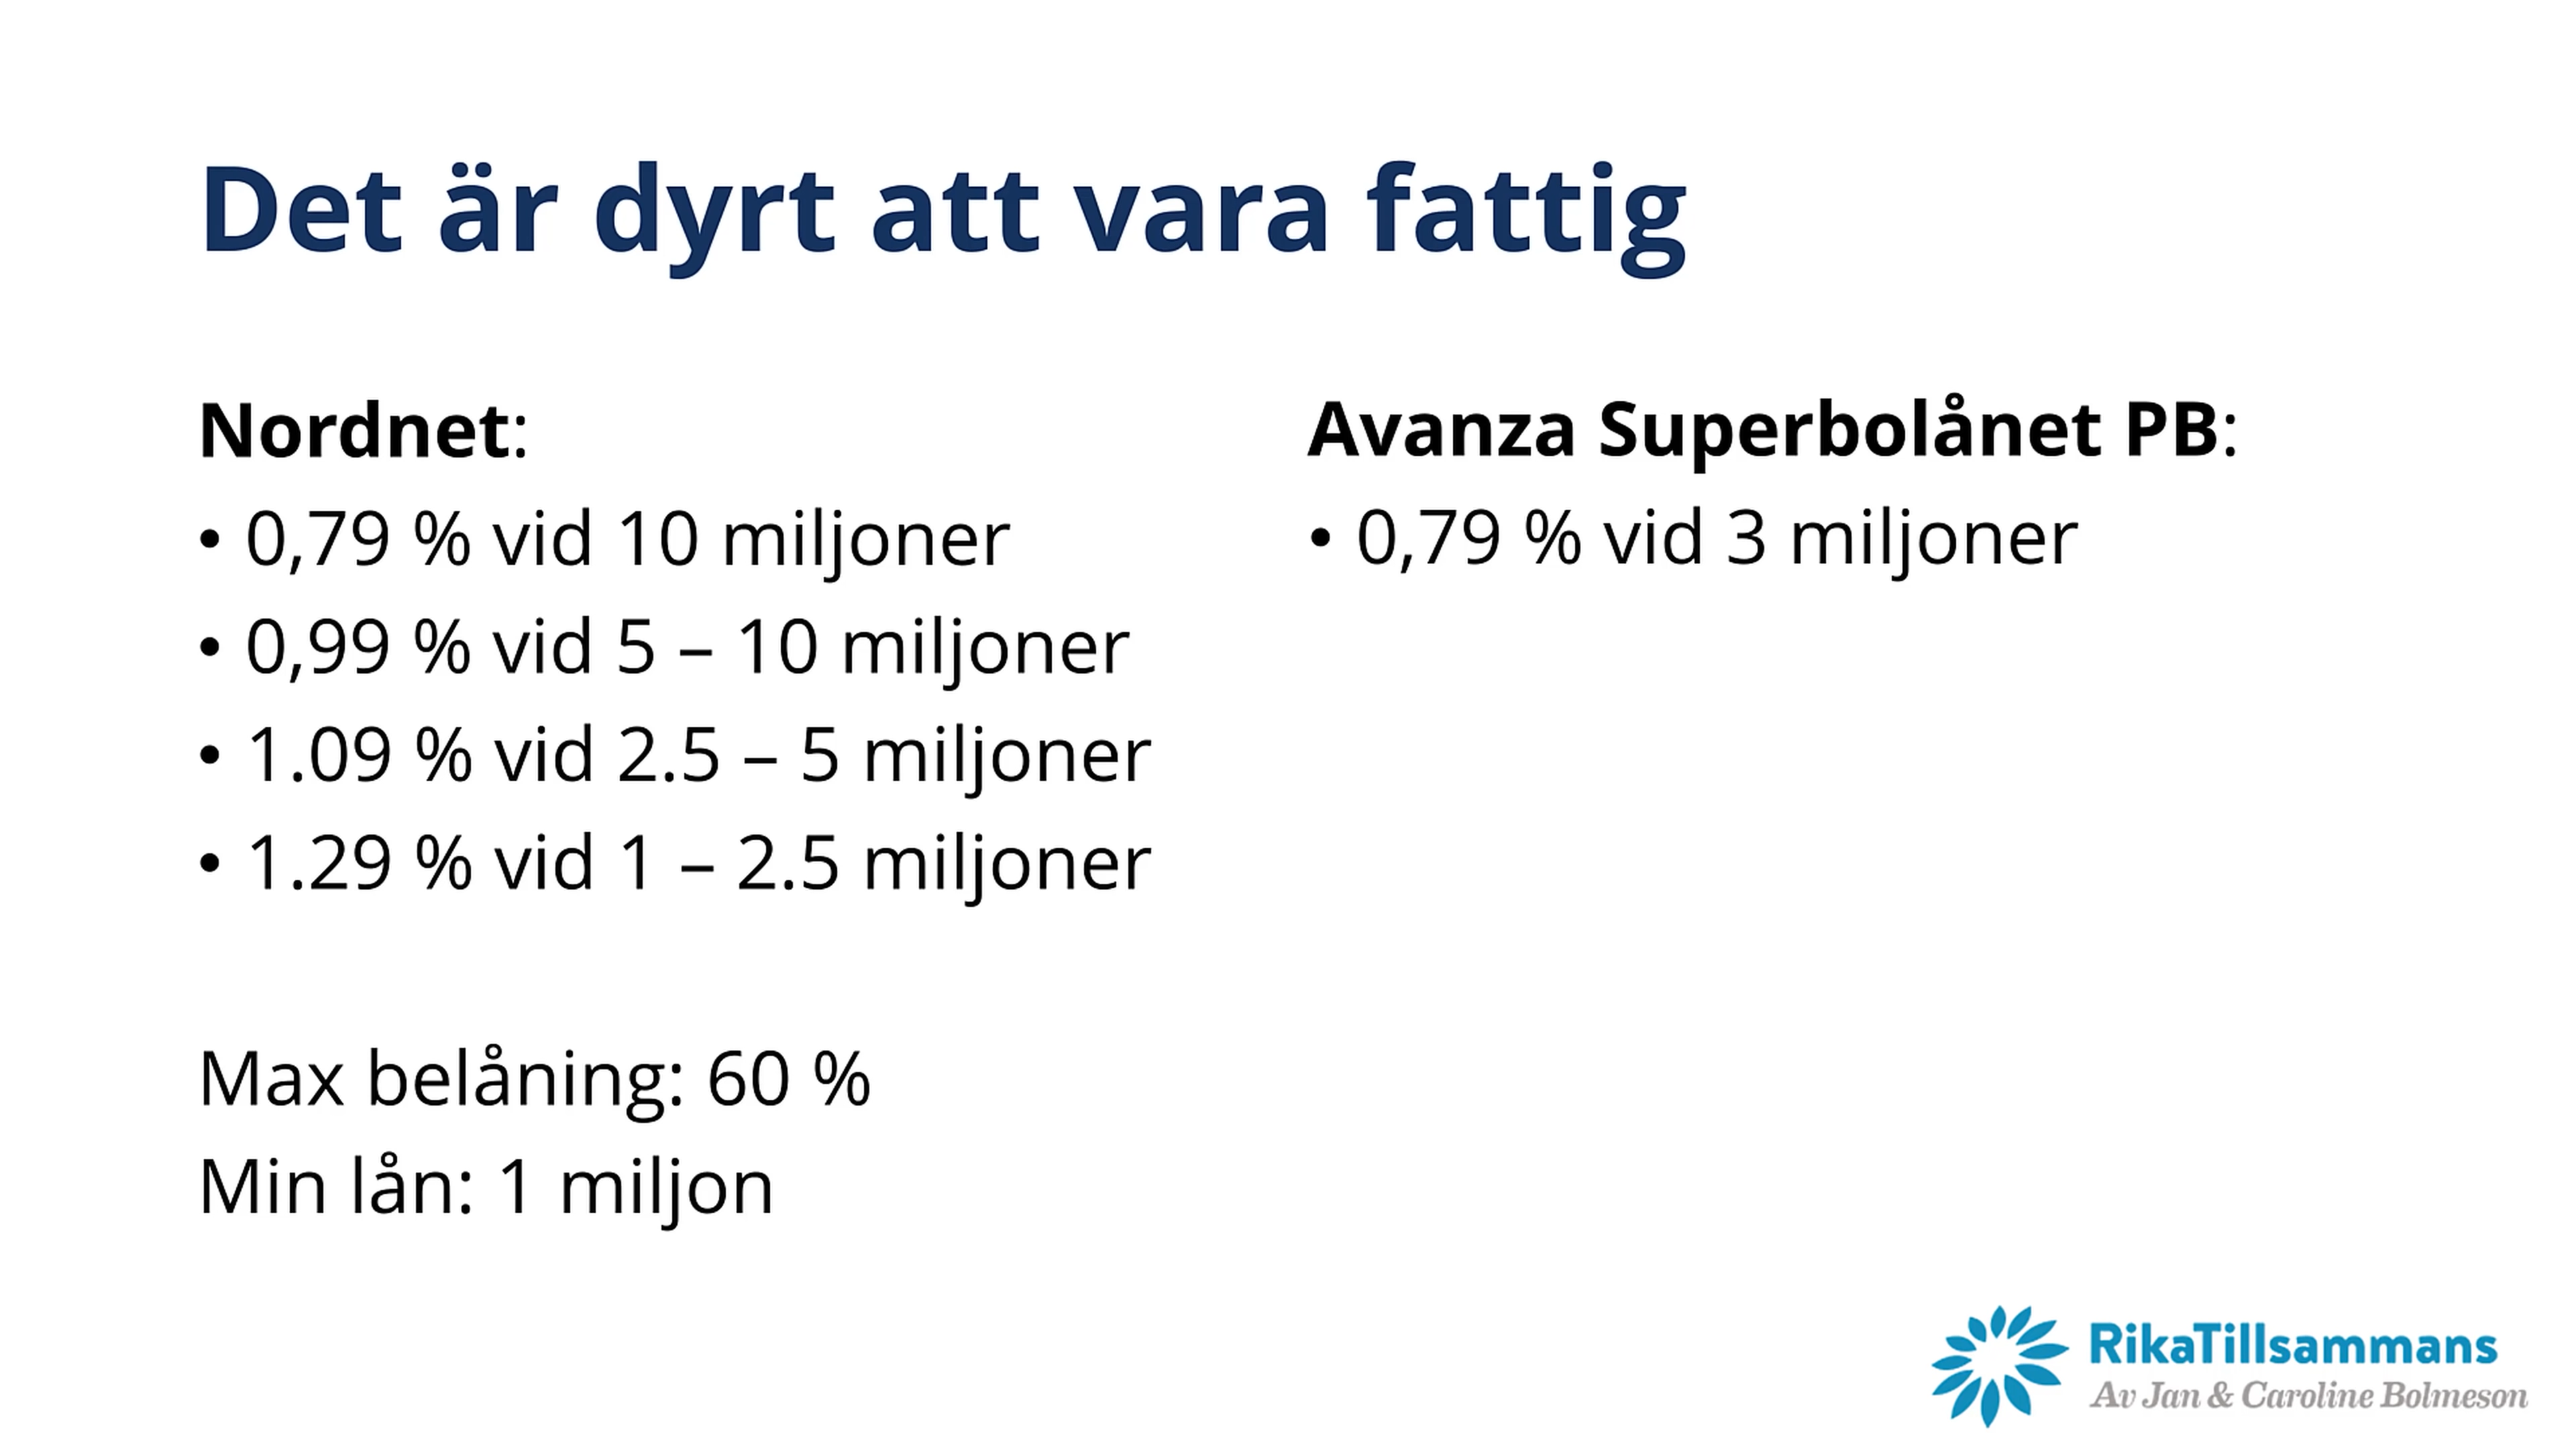 Det är dyrt att vara fattig
Nordnet:
• 0,79 % vid 10 miljoner
• 0,99 % vid 5 – 10 miljoner
• 1.09 % vid 2.5 – 5 miljoner
• 1.29 % vid 1 – 2.5 miljoner
Max belåning: 60 %
Min lån: 1 miljon
Avanza Superbolånet PB:
• 0,79 % vid 3 miljoner
RikaTillsammans
Av Jan & Caroline Bolmeson